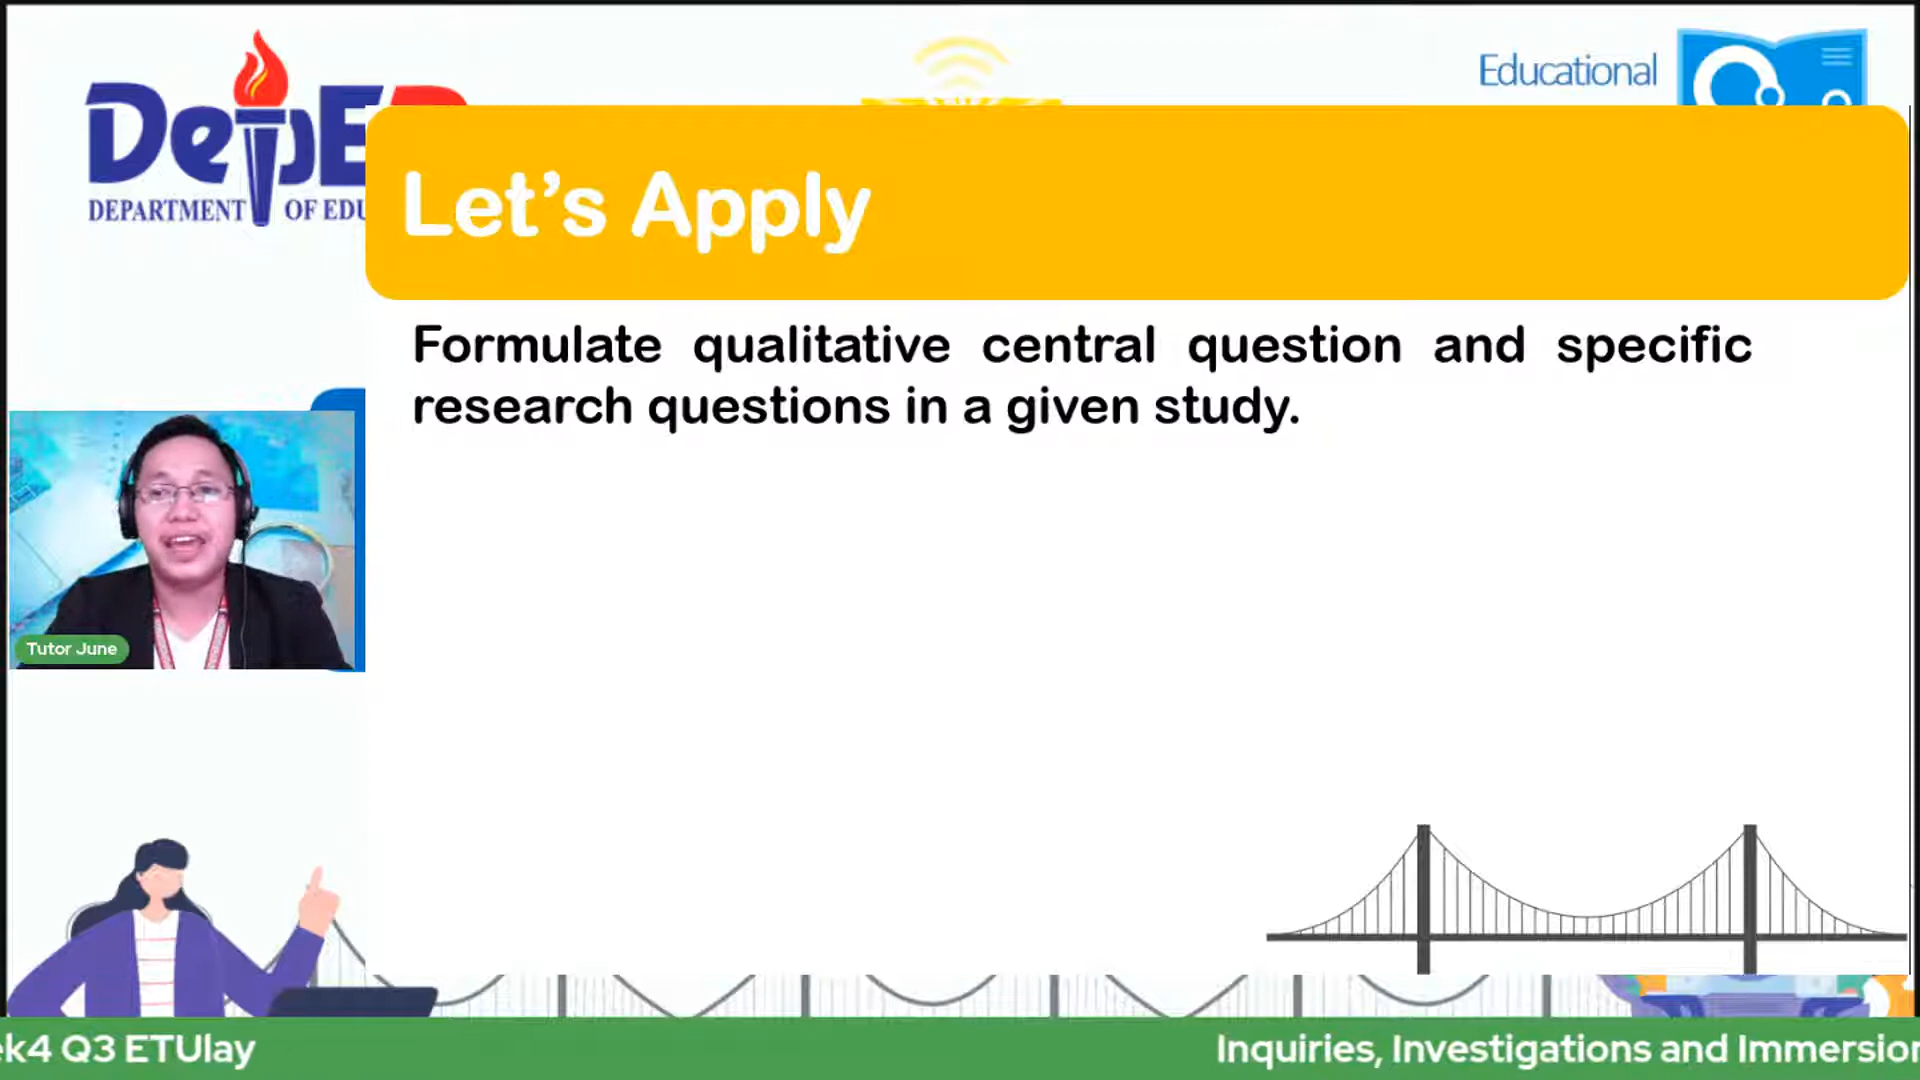 DepED
DEPARTMENT OF EDU
Educational
Let's Apply
Formulate qualitative central question and specific
research questions in a given study.
Tutor June
ek4 Q3 ETUlay
Inquiries, Investigations and Immersion